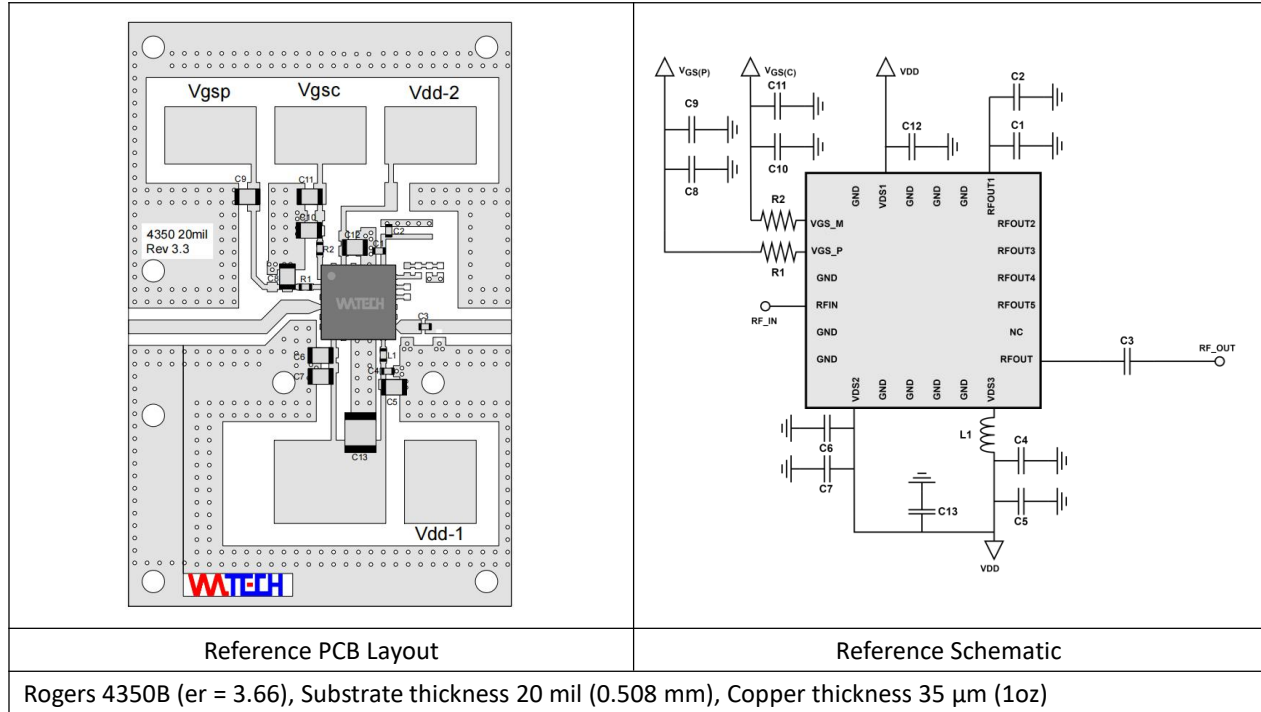 Vgsp Vgsc Vdd-2
C9 C11
C10
4350 20mil
Rev 3.3
R2 C12 C1 C2
R1
WATECH
C3
C6 L1
C7 C4
C5
C13
Vdd-1
WATECH
VGS(P) VGS(C) VDD
C11 C2
C9
C12 C1
C10
C8
GND VDS1 GND GND GND RFOUT1
R2 VGS_M RFOUT2
VGS_P RFOUT3
R1
GND RFOUT4
RFIN RFOUT5
RF_IN
GND NC
GND RFOUT C3 RF_OUT
VDS2 GND GND GND GND VDS3
L1
C6 C4
C7
C13 C5
VDD
Reference PCB Layout Reference Schematic
Rogers 4350B (er = 3.66), Substrate thickness 20 mil (0.508 mm), Copper thickness 35 μm (1oz)